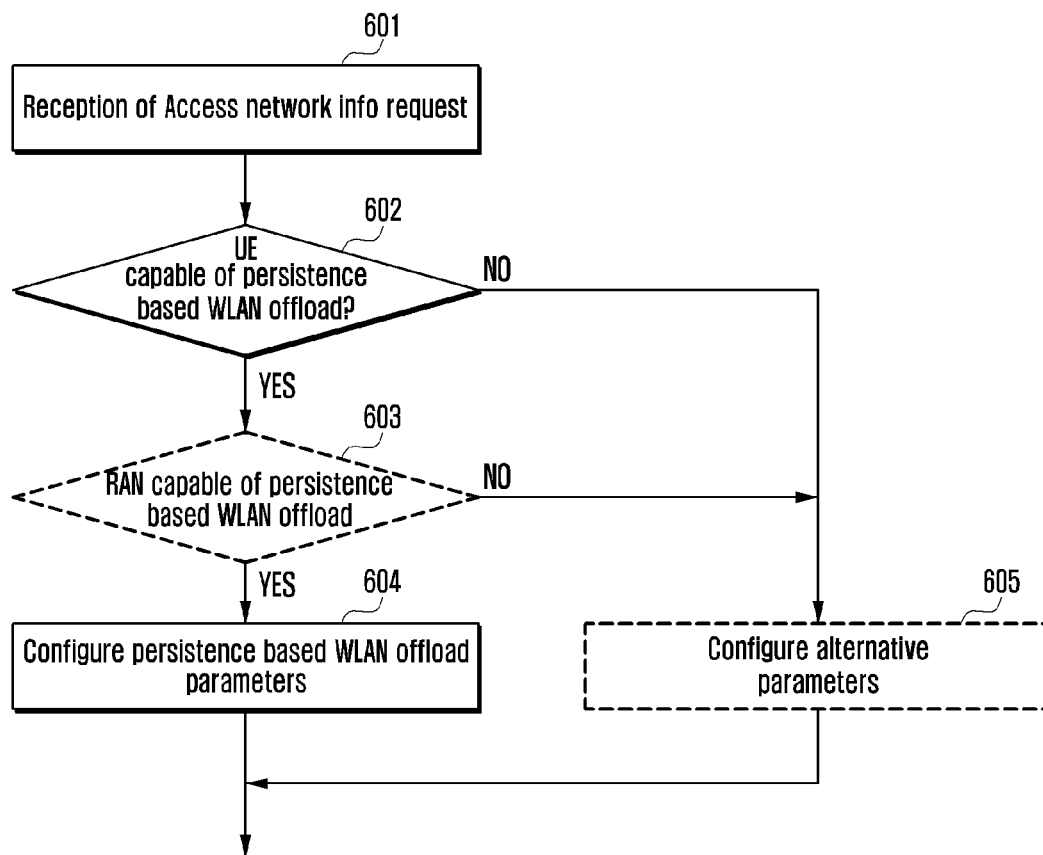 601
Reception of Access network info request
602
UE
capable of persistence
based WLAN offload?
NO
YES
603
RAN capable of persistence
based WLAN offload
NO
YES
604
Configure persistence based WLAN offload
parameters
605
Configure alternative
parameters